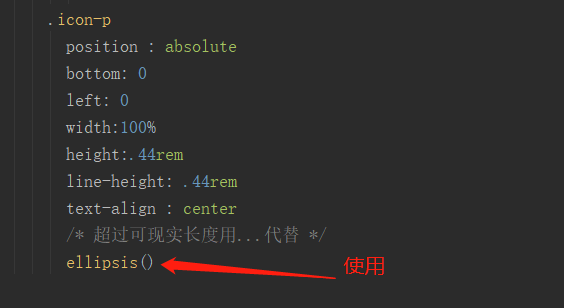 .icon-p
position : absolute
bottom: 0
left: 0
width:100%
height:.44rem
line-height: .44rem
text-align : center
/* 超过可现实长度用...代替 */
ellipsis()
使用